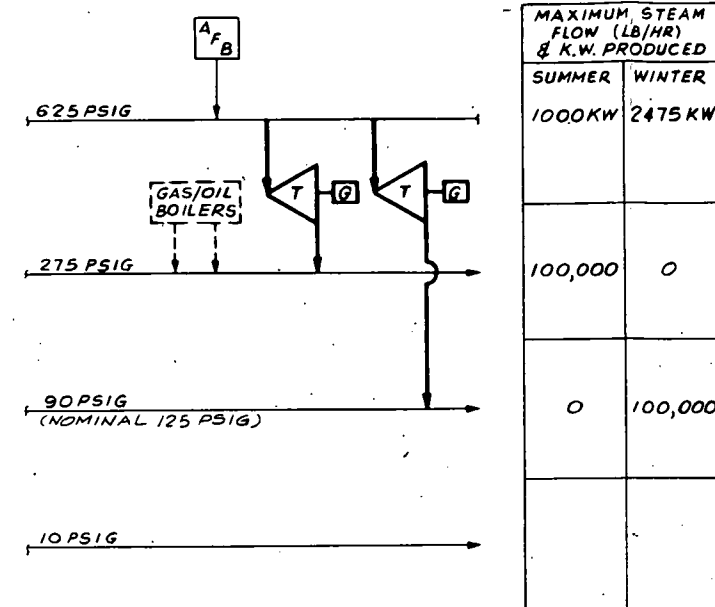 A
F
B
625 PSIG
T
G
T
G
GAS/OIL
BOILERS
275 PSIG
90 PSIG
(NOMINAL 125 PSIG)
10 PSIG
MAXIMUM STEAM
FLOW (LB/HR)
& K.W. PRODUCED
SUMMER WINTER
1000 KW 2475 KW
100,000 0
0 100,000